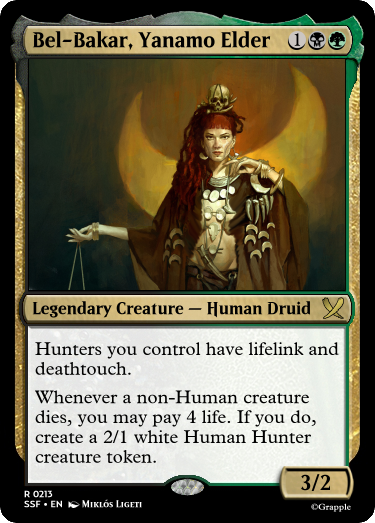 Bel-Bakar, Yanamo Elder 1
Legendary Creature — Human Druid
Hunters you control have lifelink and
deathtouch.
Whenever a non-Human creature
dies, you may pay 4 life. If you do,
create a 2/1 white Human Hunter
creature token.
3/2
R 0213
SSF • EN Miklós Ligeti
©Grapple